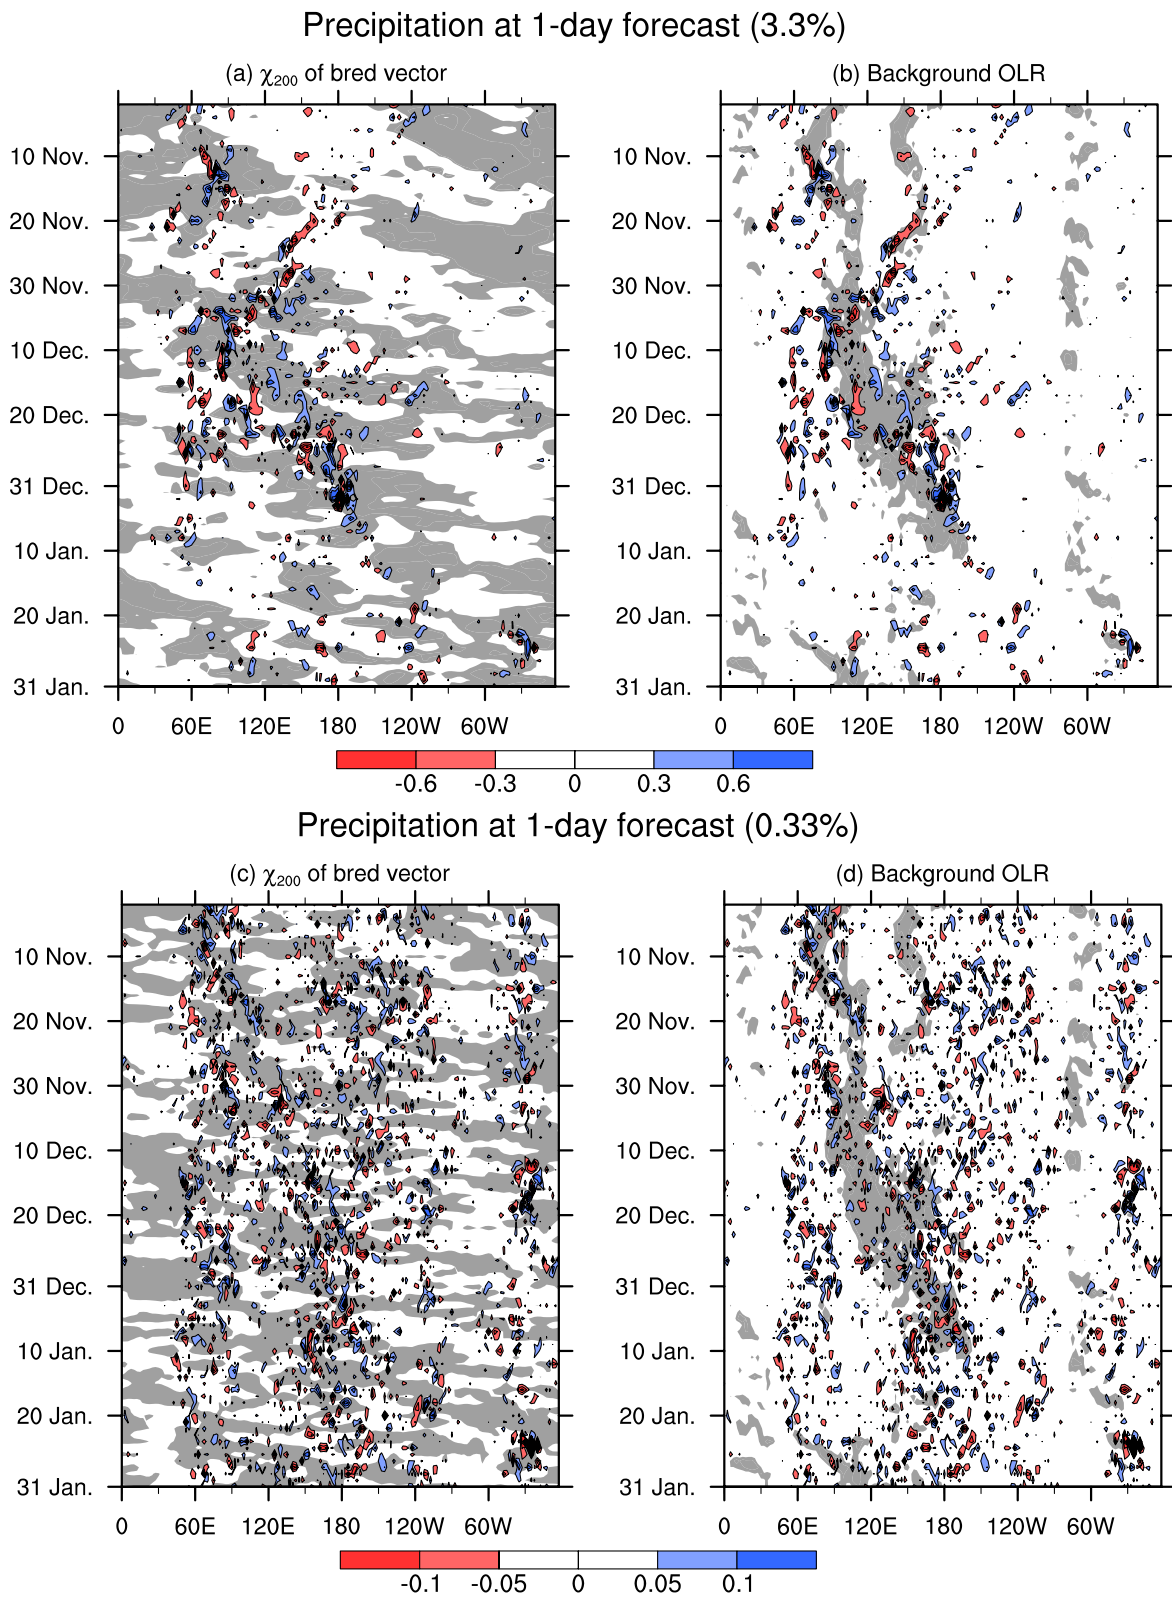 Precipitation at 1-day forecast (3.3%)
(a) χ200 of bred vector
(b) Background OLR
10 Nov.
20 Nov.
30 Nov.
10 Dec.
20 Dec.
31 Dec.
10 Jan.
20 Jan.
31 Jan.
0 60E 120E 180 120W 60W
10 Nov.
20 Nov.
30 Nov.
10 Dec.
20 Dec.
31 Dec.
10 Jan.
20 Jan.
31 Jan.
0 60E 120E 180 120W 60W
-0.6 -0.3 0 0.3 0.6
Precipitation at 1-day forecast (0.33%)
(c) χ200 of bred vector
(d) Background OLR
10 Nov.
20 Nov.
30 Nov.
10 Dec.
20 Dec.
31 Dec.
10 Jan.
20 Jan.
31 Jan.
0 60E 120E 180 120W 60W
10 Nov.
20 Nov.
30 Nov.
10 Dec.
20 Dec.
31 Dec.
10 Jan.
20 Jan.
31 Jan.
0 60E 120E 180 120W 60W
-0.1 -0.05 0 0.05 0.1